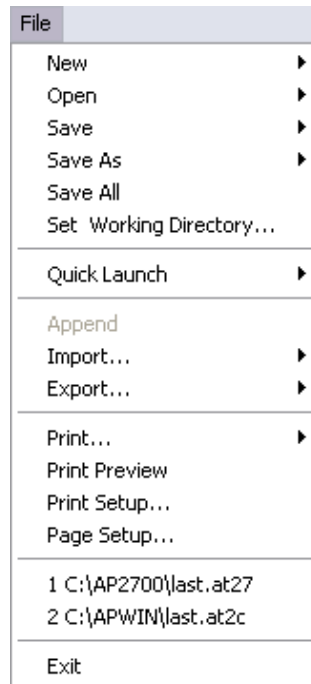 File
New
Open
Save
Save As
Save All
Set Working Directory...
Quick Launch
Append
Import...
Export...
Print...
Print Preview
Print Setup...
Page Setup...
1 C:\AP2700\last.at27
2 C:\APWIN\last.at2c
Exit